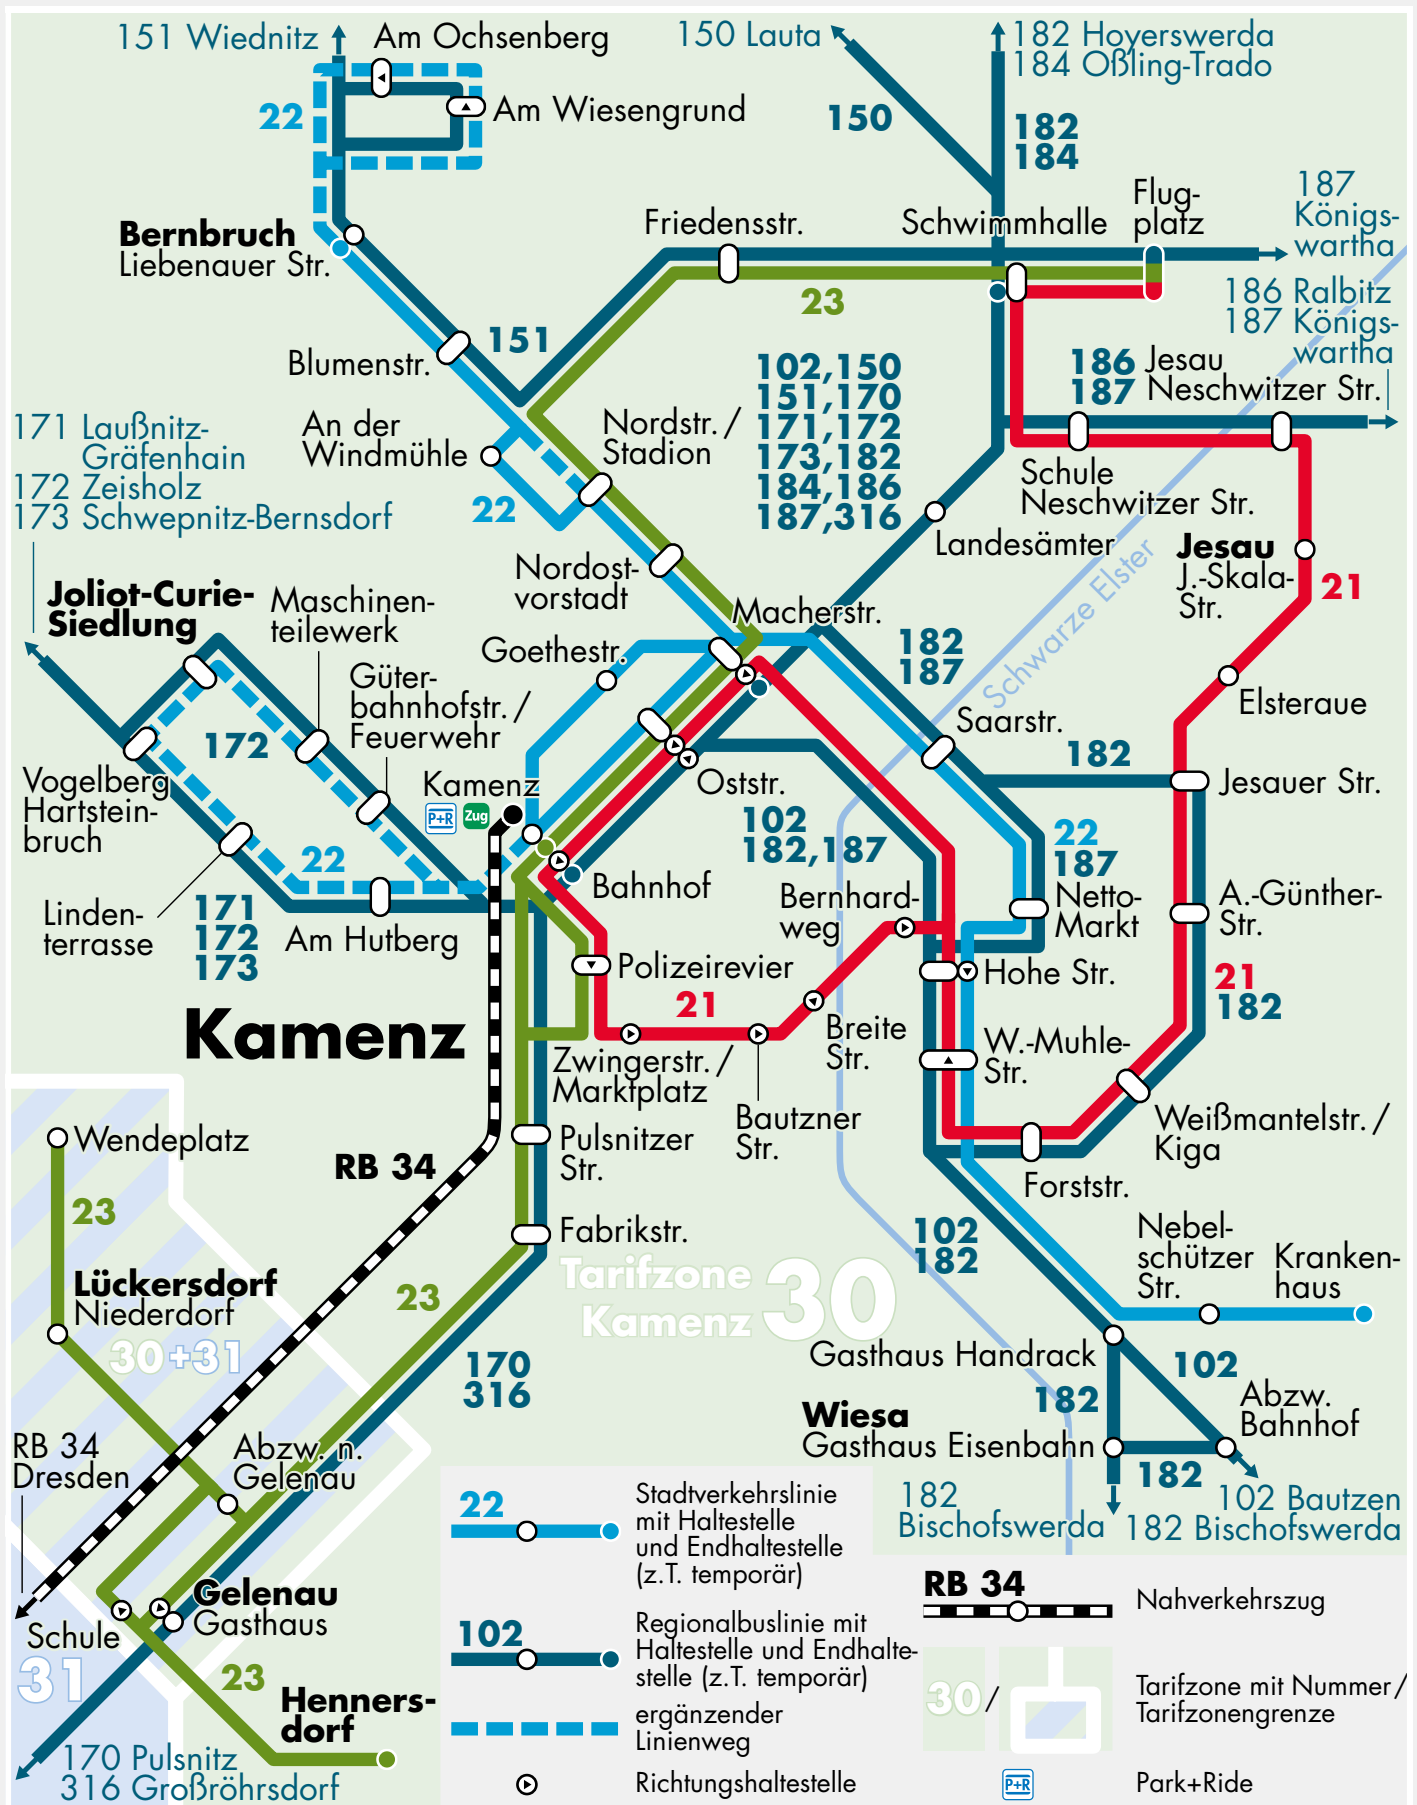 151 Wiednitz
Am Ochsenberg
150 Lauta
182 Hoyerswerda
184 Oßling-Trado
22
Am Wiesengrund
150
182
184
Bernbruch
Liebenauer Str.
Friedensstr.
Schwimmhalle
Flug-
platz
187
Königs-
wartha
23
186 Ralbitz
187 Königs-
wartha
151
Blumenstr.
102,150
151,170
171,172
173,182
184,186
187,316
186
187
Jesau
Neschwitzer Str.
171 Laußnitz-
Gräfenhain
172 Zeisholz
173 Schwepnitz-Bernsdorf
An der
Windmühle
Nordstr./
Stadion
22
Schule
Neschwitzer Str.
Landesämter
Jesau
J.-Skala-
Str.
21
Schwarze Elster
Nordost-
vorstadt
Joliot-Curie-
Siedlung
Maschinen-
teilewerk
Macherstr.
Goethestr.
182
187
Elsteraue
Güter-
bahnhofstr./
Feuerwehr
172
Saarstr.
182
Jesauer Str.
Vogelberg
Hartstein-
bruch
Kamenz
P+R
Zug
Oststr.
102
182,187
22
187
22
Bahnhof
Bernhard-
weg
Netto-
Markt
A.-Günther-
Str.
Linden-
terrasse
171
172
173
Am Hutberg
Polizeirevier
Hohe Str.
21
21
182
Kamenz
Zwingerstr./
Marktplatz
Breite
Str.
W.-Muhle-
Str.
Bautzner
Str.
Weißmantelstr./
Kiga
Wendeplatz
RB 34
Pulsnitzer
Str.
Forststr.
23
Fabrikstr.
102
182
Nebel-
schützer
Str.
Kranken-
haus
Lückersdorf
Niederdorf
23
Tarifzone
Kamenz
30
30+31
Gasthaus Handrack
170
316
182
102
Wiesa
Gasthaus Eisenbahn
Abzw.
Bahnhof
RB 34
Dresden
Abzw. n.
Gelenau
182
182
Bischofswerda
102 Bautzen
182 Bischofswerda
22
Stadtverkehrslinie
mit Haltestelle
und Endhaltestelle
(z.T. temporär)
RB 34
Nahverkehrszug
Gelenau
Gasthaus
Schule
31
102
Regionalbuslinie mit
Haltestelle und Endhalte-
stelle (z.T. temporär)
23
Henners-
dorf
30/
Tarifzone mit Nummer/
Tarifzonengrenze
ergänzender
Linienweg
170 Pulsnitz
316 Großröhrsdorf
Richtungshaltestelle
P+R
Park+Ride